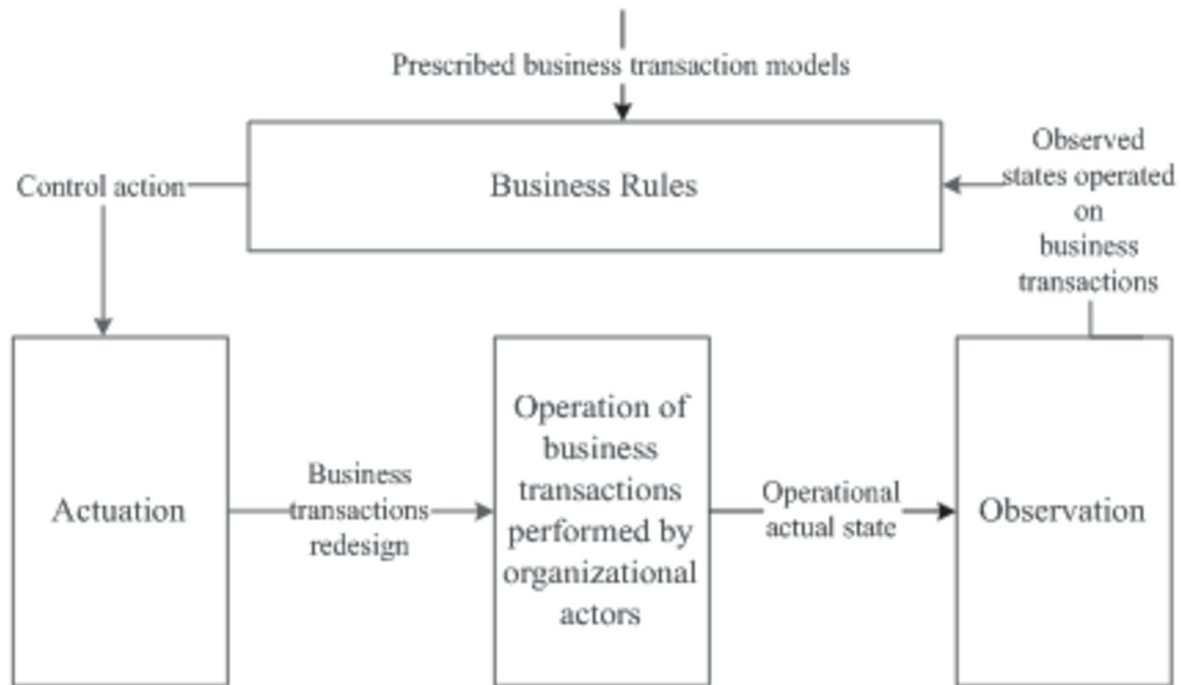 Prescribed business transaction models
Business Rules
Control action
Observed
states operated
on
business
transactions
Actuation
Business
transactions
redesign
Operation of
business
transactions
performed by
organizational
actors
Operational
actual state
Observation